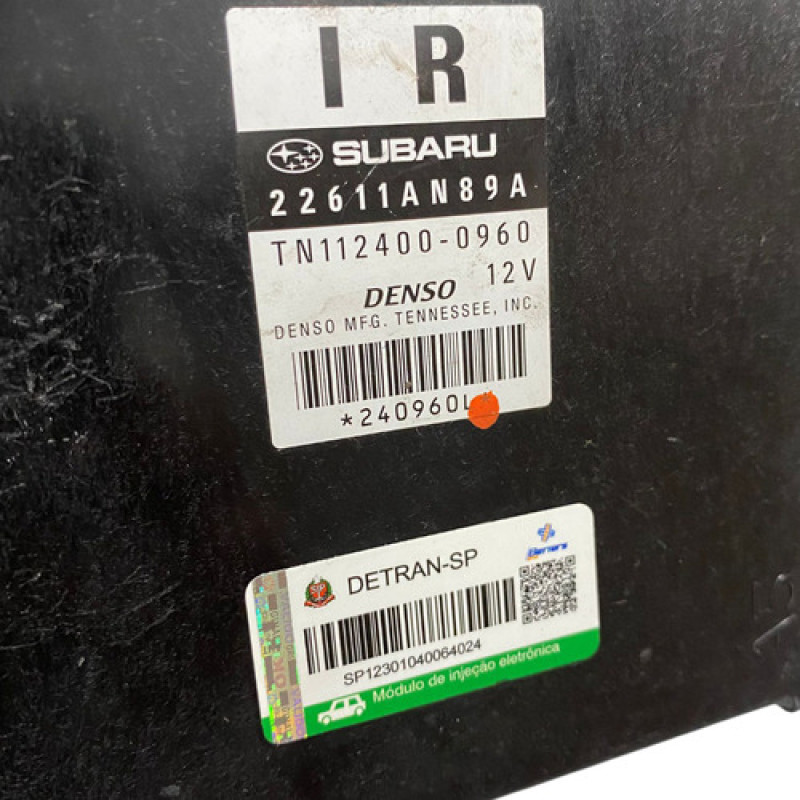 I R
SUBARU
22611AN89A
TN112400-0960
DENSO 12V
DENSO MFG. TENNESSEE, INC.
*240960L
DETRAN-SP
SP12301040064024
Módulo de injeção eletrônica